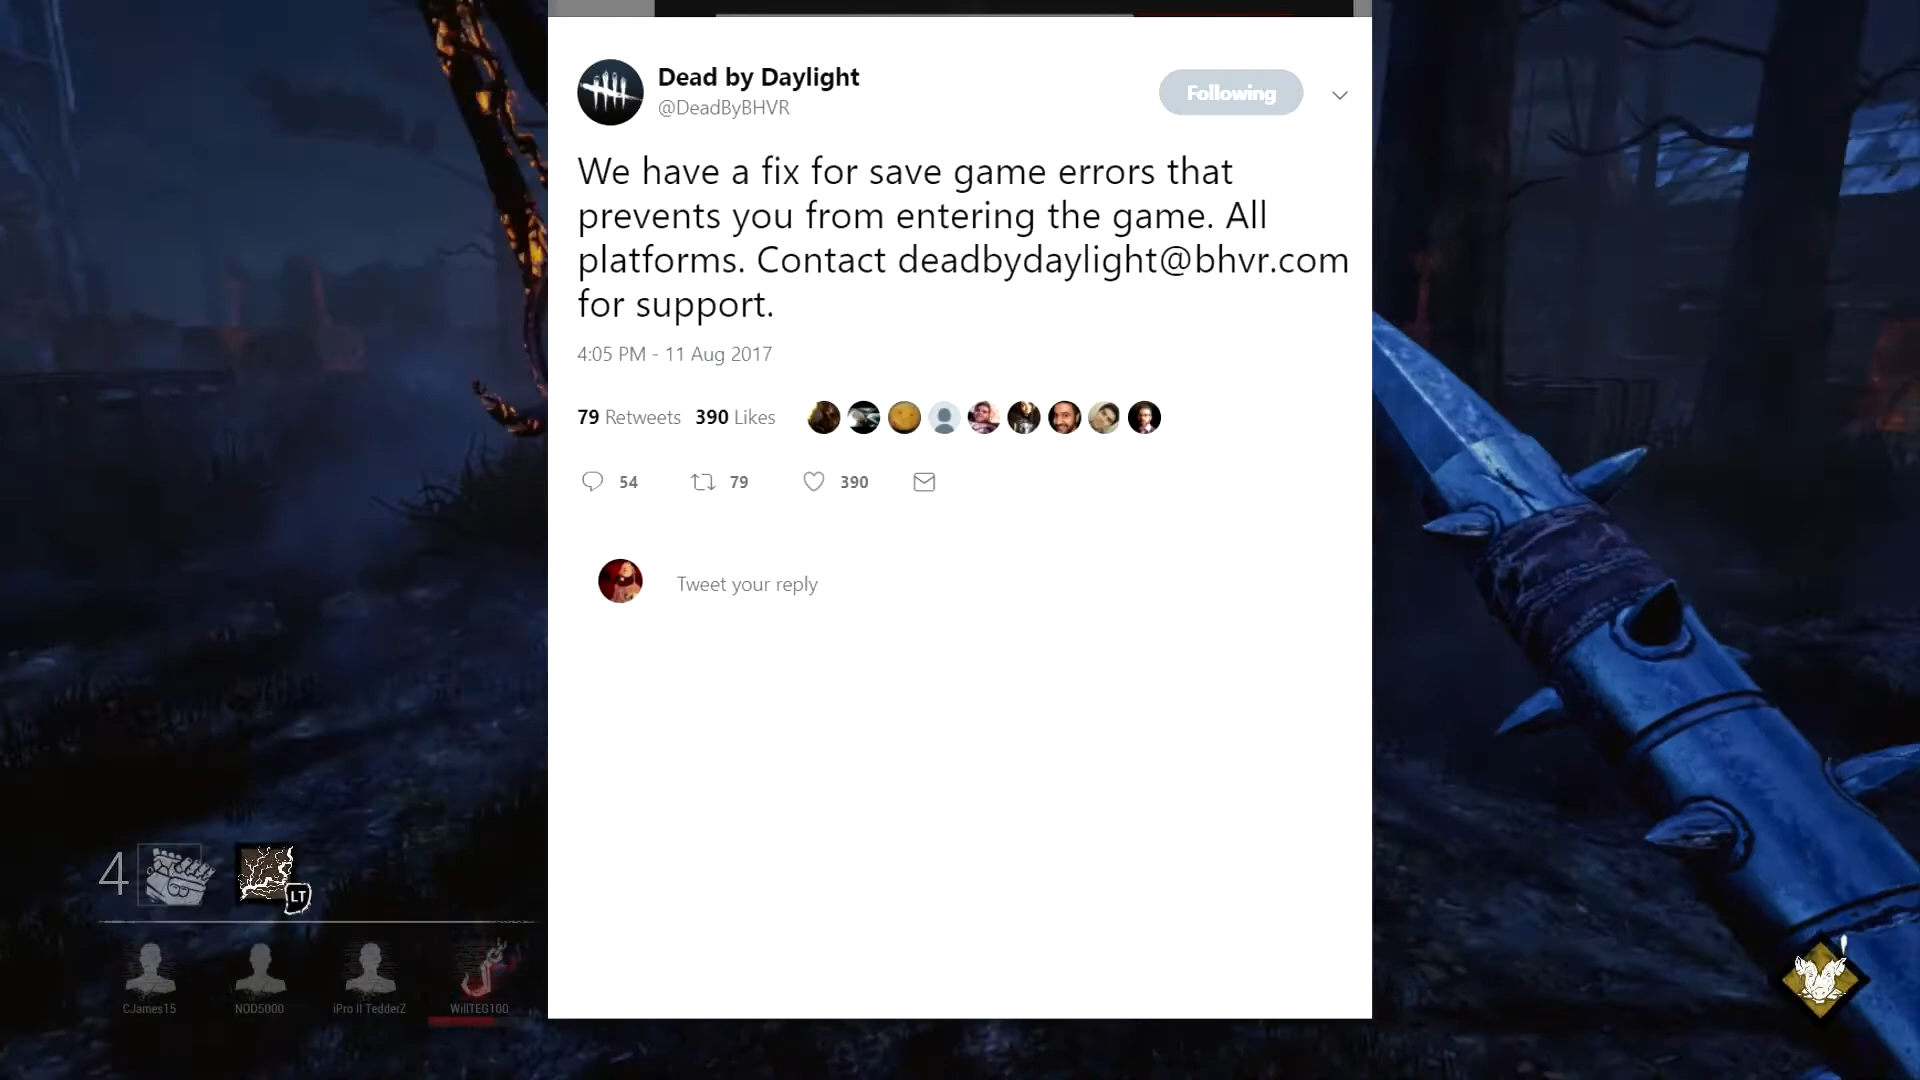 Dead by Daylight
@DeadByBHVR
Following
We have a fix for save game errors that
prevents you from entering the game. All
platforms. Contact deadbydaylight@bhvr.com
for support.
4:05 PM - 11 Aug 2017
79 Retweets 390 Likes
54 79 390
Tweet your reply
4
LT
CJames15 NOD5000 iPro II TedderZ WillTEG100